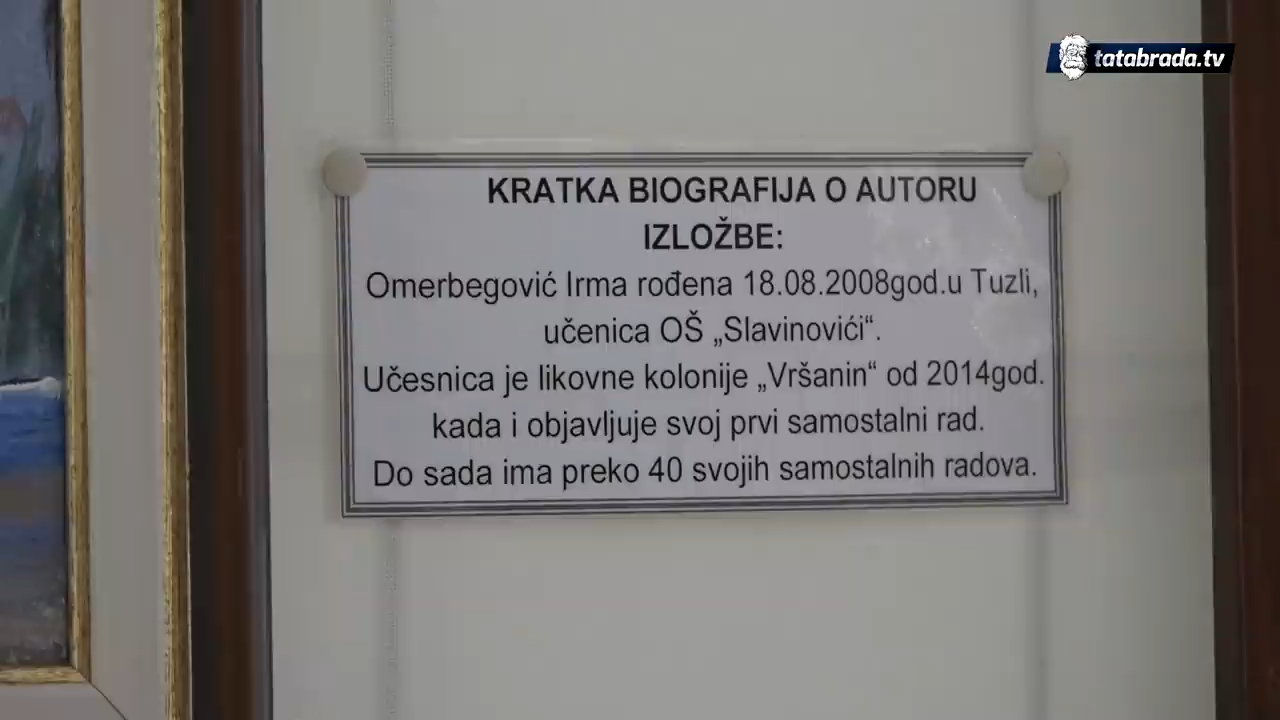 tatabrada.tv
KRATKA BIOGRAFIJA O AUTORU
IZLOŽBE:
Omerbegović Irma rođena 18.08.2008god.u Tuzli,
učenica OŠ „Slavinovići“.
Učesnica je likovne kolonije „Vršanin“ od 2014god.
kada i objavljuje svoj prvi samostalni rad.
Do sada ima preko 40 svojih samostalnih radova.